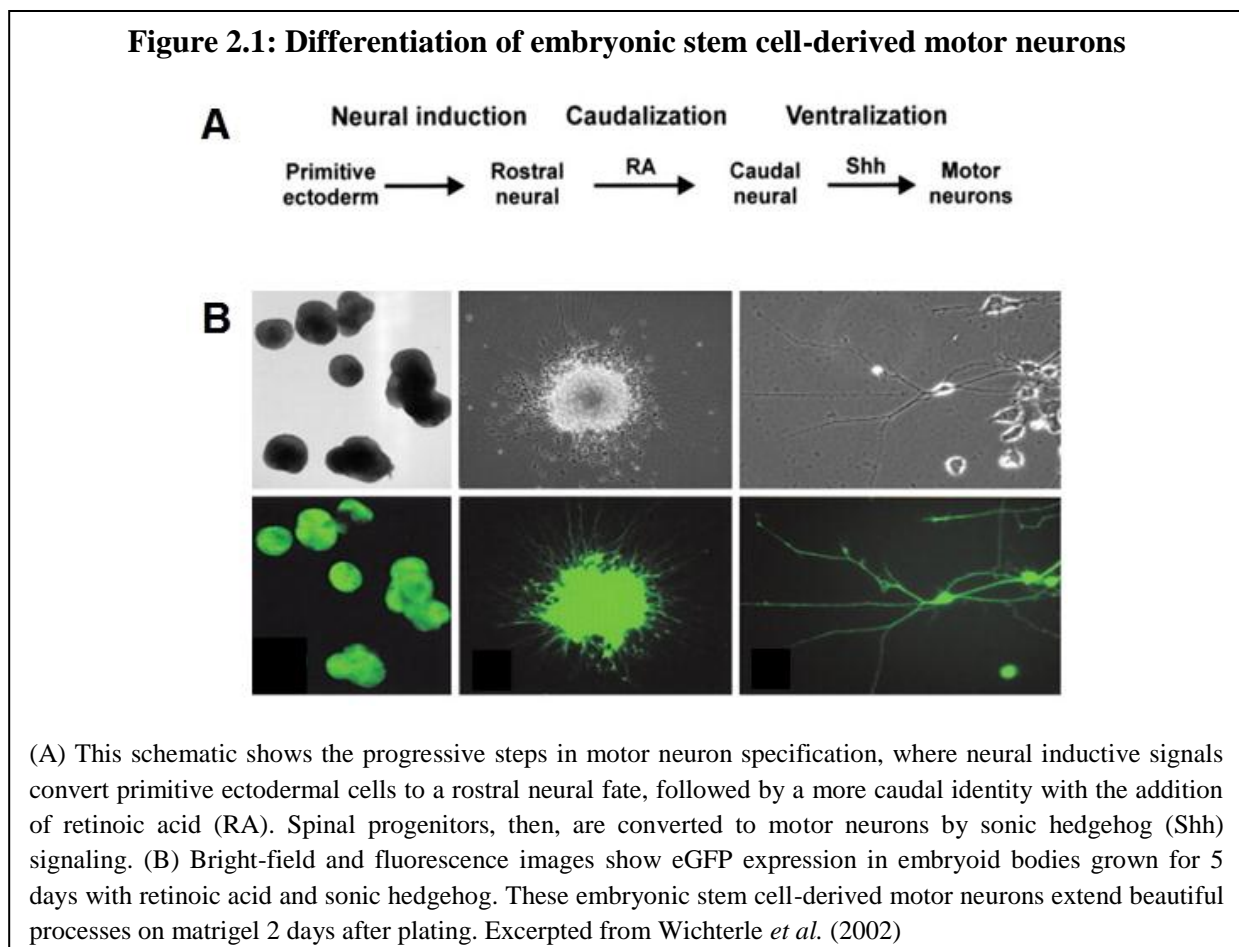 Figure 2.1: Differentiation of embryonic stem cell-derived motor neurons
A
Neural induction Caudalization Ventralization
Primitive ectoderm Rostral neural RA Caudal neural Shh Motor neurons
B
(A) This schematic shows the progressive steps in motor neuron specification, where neural inductive signals
convert primitive ectodermal cells to a rostral neural fate, followed by a more caudal identity with the addition
of retinoic acid (RA). Spinal progenitors, then, are converted to motor neurons by sonic hedgehog (Shh)
signaling. (B) Bright-field and fluorescence images show eGFP expression in embryoid bodies grown for 5
days with retinoic acid and sonic hedgehog. These embryonic stem cell-derived motor neurons extend beautiful
processes on matrigel 2 days after plating. Excerpted from Wichterle et al. (2002)